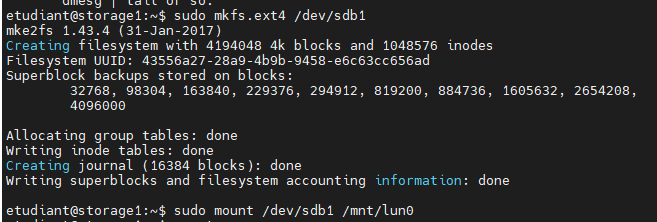 dmesg | tail or so.
etudiant@storage1:~$ sudo mkfs.ext4 /dev/sdb1
mke2fs 1.43.4 (31-Jan-2017)
Creating filesystem with 4194048 4k blocks and 1048576 inodes
Filesystem UUID: 43556a27-28a9-4b9b-9458-e6c63cc656ad
Superblock backups stored on blocks:
32768, 98304, 163840, 229376, 294912, 819200, 884736, 1605632, 2654208,
4096000
Allocating group tables: done
Writing inode tables: done
Creating journal (16384 blocks): done
Writing superblocks and filesystem accounting information: done
etudiant@storage1:~$ sudo mount /dev/sdb1 /mnt/lun0